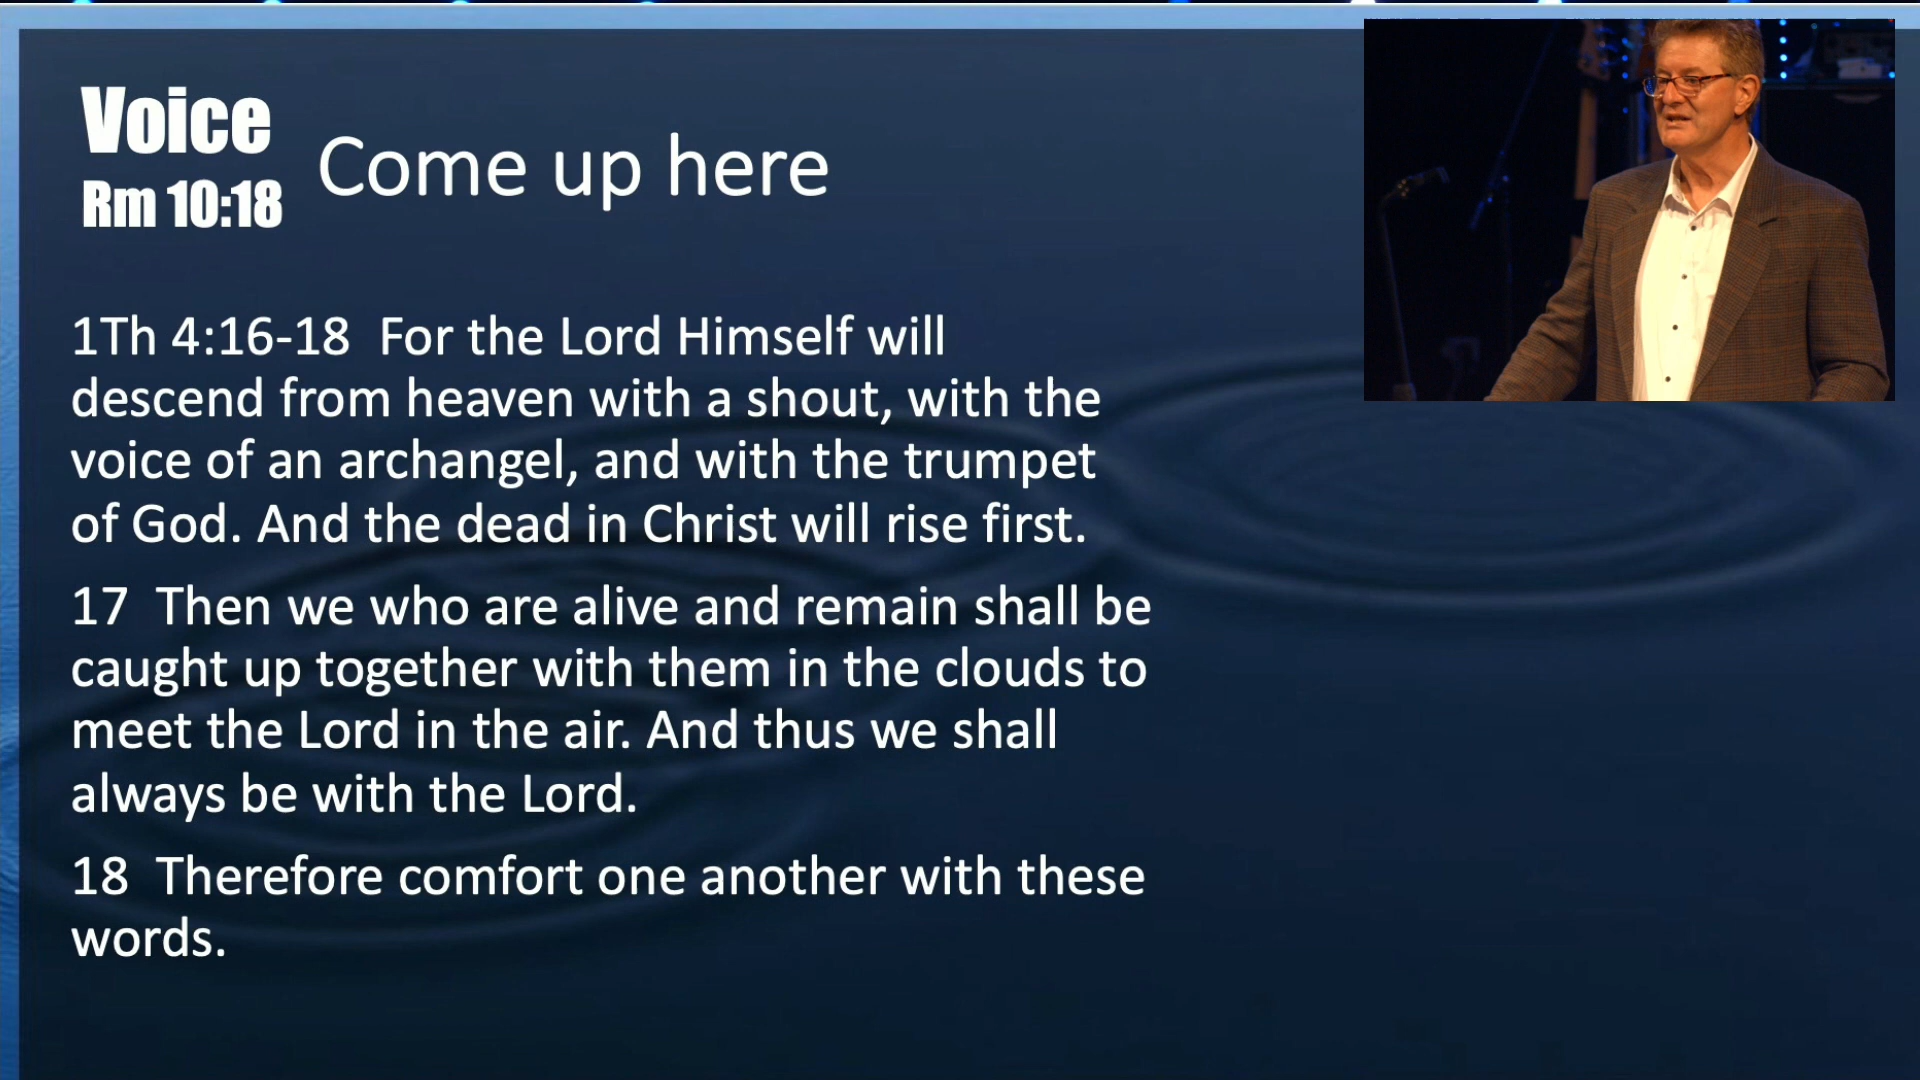 Voice
Rm 10:18
Come up here
1Th 4:16-18  For the Lord Himself will
descend from heaven with a shout, with the
voice of an archangel, and with the trumpet
of God. And the dead in Christ will rise first.
17  Then we who are alive and remain shall be
caught up together with them in the clouds to
meet the Lord in the air. And thus we shall
always be with the Lord.
18  Therefore comfort one another with these
words.